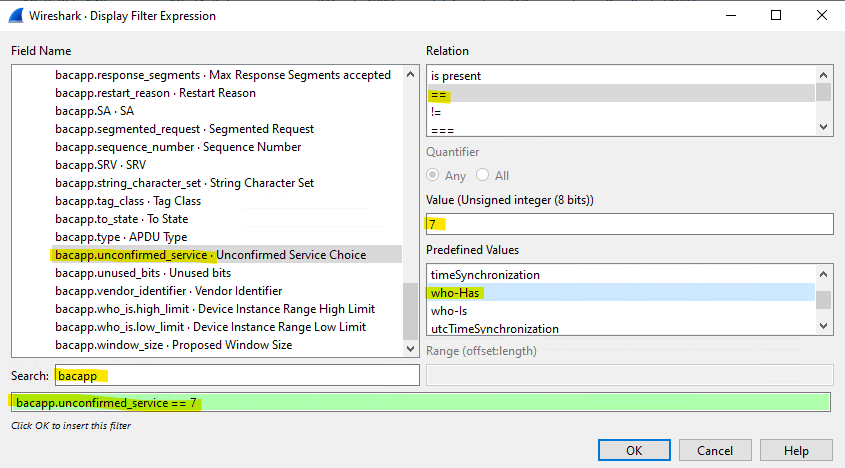 Wireshark · Display Filter Expression
Field Name
bacapp.response_segments · Max Response Segments accepted
bacapp.restart_reason · Restart Reason
bacapp.SA · SA
bacapp.segmented_request · Segmented Request
bacapp.sequence_number · Sequence Number
bacapp.SRV · SRV
bacapp.string_character_set · String Character Set
bacapp.tag_class · Tag Class
bacapp.to_state · To State
bacapp.type · APDU Type
bacapp.unconfirmed_service · Unconfirmed Service Choice
bacapp.unused_bits · Unused bits
bacapp.vendor_identifier · Vendor Identifier
bacapp.who_is.high_limit · Device Instance Range High Limit
bacapp.who_is.low_limit · Device Instance Range Low Limit
bacapp.window_size · Proposed Window Size
Search: bacapp
Relation
is present
==
!=
===
Quantifier
Any All
Value (Unsigned integer (8 bits))
7
Predefined Values
timeSynchronization
who-Has
who-Is
utcTimeSynchronization
Range (offset:length)
bacapp.unconfirmed_service == 7
Click OK to insert this filter
OK Cancel Help